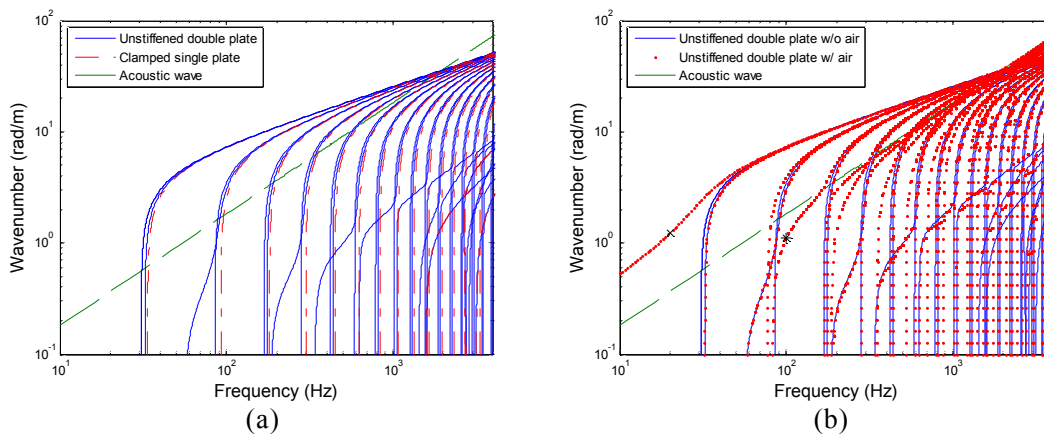 Unstiffened double plate
Clamped single plate
Acoustic wave
Wavenumber (rad/m)
10^2
10^1
10^0
10^-1
10^1
10^2
10^3
Frequency (Hz)
(a)
Unstiffened double plate w/o air
Unstiffened double plate w/ air
Acoustic wave
Wavenumber (rad/m)
10^2
10^1
10^0
10^-1
10^1
10^2
10^3
Frequency (Hz)
(b)